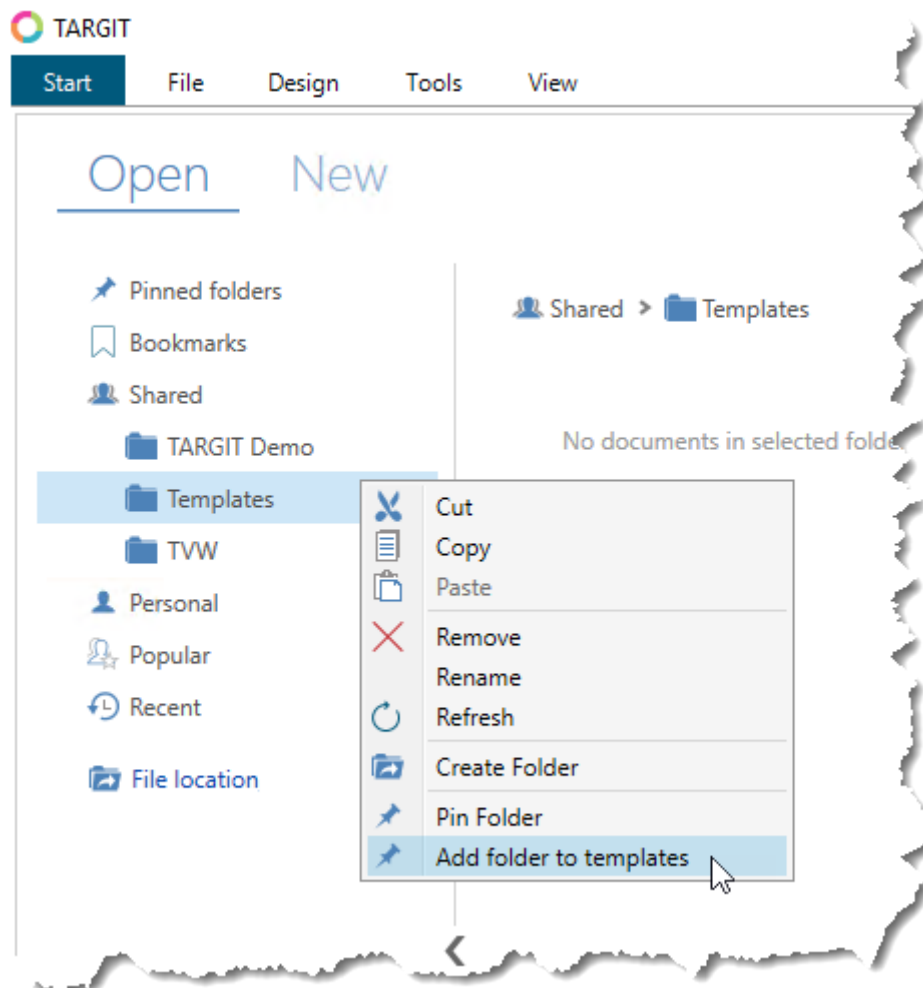 TARGIT
Start File Design Tools View
Open New
Pinned folders
Bookmarks
Shared
TARGIT Demo
Templates
TVW
Personal
Popular
Recent
File location
Shared > Templates
No documents in selected
Cut
Copy
Paste
Remove
Rename
Refresh
Create Folder
Pin Folder
Add folder to templates